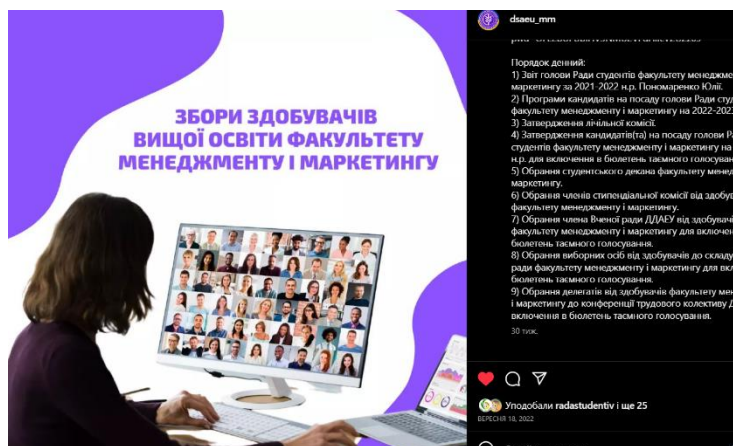 ЗБОРИ ЗДОБУВАЧІВ
ВИЩОЇ ОСВІТИ ФАКУЛЬТЕТУ
МЕНЕДЖМЕНТУ І МАРКЕТИНГУ
dsaeu_mm
Порядок денний:
1) Звіт голови Ради студентів факультету менеджме
маркетингу за 2021-2022 н.р. Пономаренко Юлії.
2) Програми кандидатів на посаду голови Ради студ
факультету менеджменту і маркетингу на 2022-2023
3) Затвердження лічільної комісії.
4) Затвердження кандидатів(та) на посаду голови Ра
студентів факультету менеджменту і маркетингу на
н.р. для включення в бюлетень таємного голосуван
5) Обрання студентського декана факультету менед
маркетингу.
6) Обрання членів стипендіальної комісії від здобув
факультету менеджменту і маркетингу.
7) Обрання члена Вченої ради ДДАЕУ від здобувачі
факультету менеджменту і маркетингу для включен
бюлетень таємного голосування.
8) Обрання виборних осіб від здобувачів до складу
ради факультету менеджменту і маркетингу для вкл
бюлетень таємного голосування.
9) Обрання делегатів від здобувачів факультету мен
і маркетингу до конференції трудового колективу Д
включення в бюлетень таємного голосування.
30 тиж.
Уподобали radastudentiv і ще 25
ВЕРЕСНЯ 18, 2022